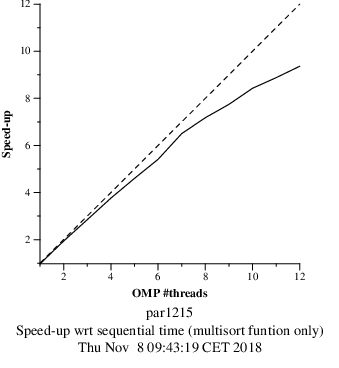 12
10
8
6
4
2
Speed-up
2 4 6 8 10 12
OMP #threads
par1215
Speed-up wrt sequential time (multisort funtion only)
Thu Nov 8 09:43:19 CET 2018